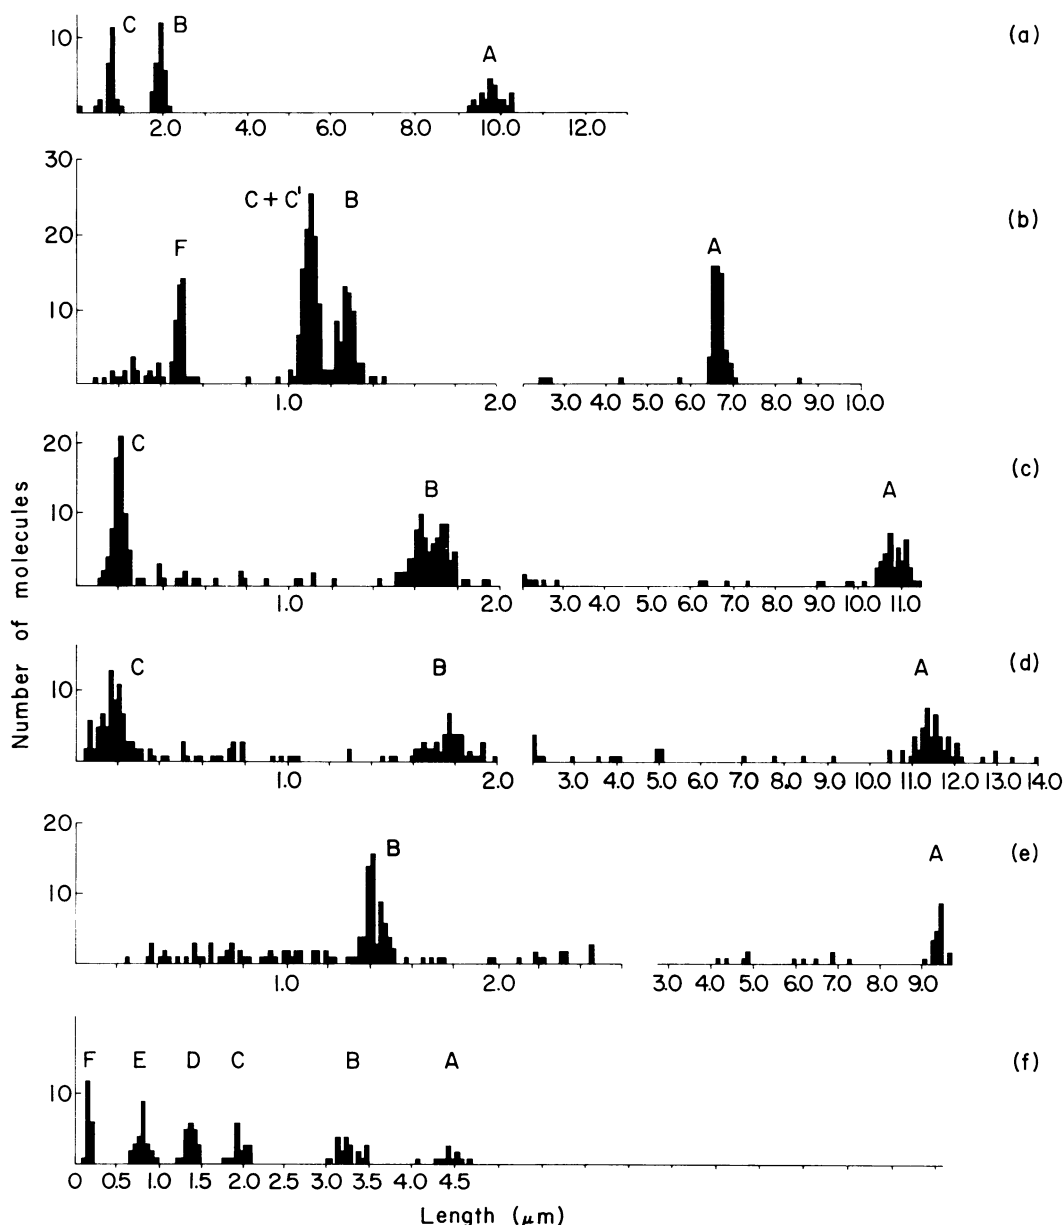 C B A (a)
10
2.0 4.0 6.0 8.0 10.0 12.0
30
C + C' B (b)
F A
20
10
1.0 2.0 3.0 4.0 5.0 6.0 7.0 8.0 9.0 10.0
20 C (c)
B A
10
1.0 2.0 3.0 4.0 5.0 6.0 7.0 8.0 9.0 10.0 11.0
C B A (d)
10
1.0 2.0 3.0 4.0 5.0 6.0 7.0 8.0 9.0 10.0 11.0 12.0 13.0 14.0
20
B A (e)
10
1.0 2.0 3.0 4.0 5.0 6.0 7.0 8.0 9.0
F E D C B A (f)
10
0 0.5 1.0 1.5 2.0 2.5 3.0 3.5 4.0 4.5
Number of molecules
Length (μm)